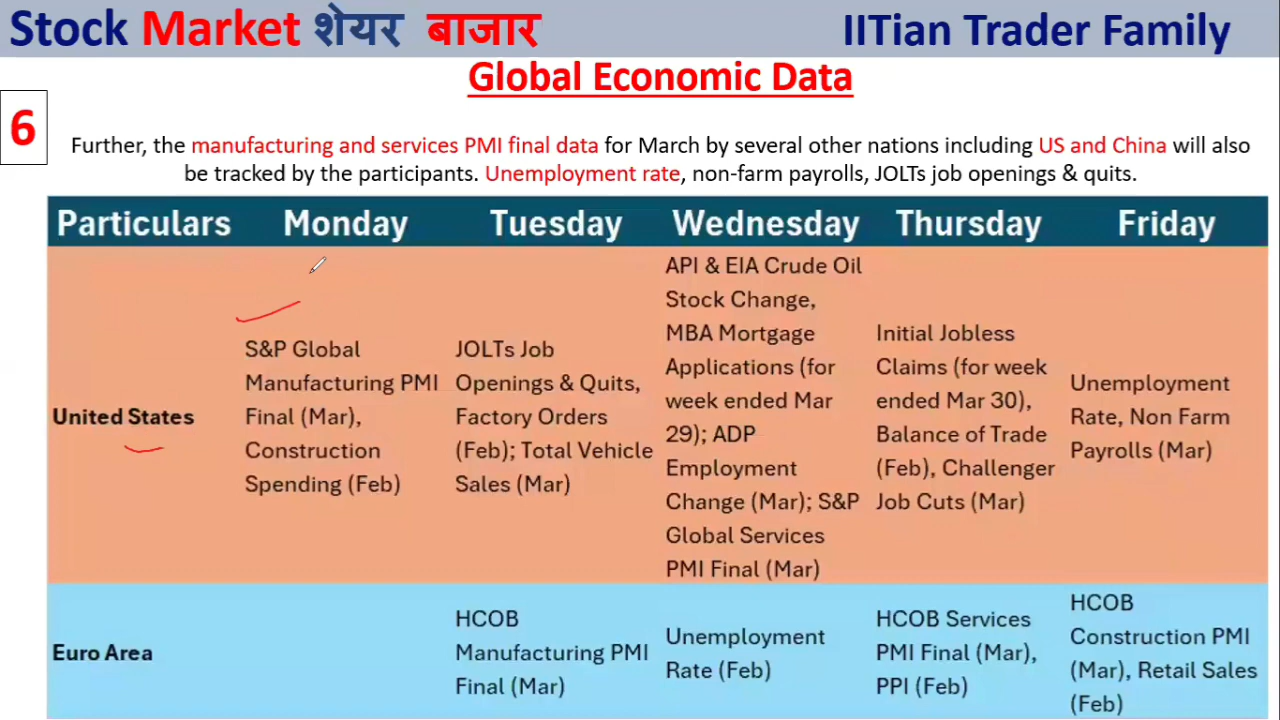 Stock Market शेयर बाजार
IITian Trader Family
Global Economic Data
6
Further, the manufacturing and services PMI final data for March by several other nations including US and China will also
be tracked by the participants. Unemployment rate, non-farm payrolls, JOLTs job openings & quits.
Particulars Monday Tuesday Wednesday Thursday Friday
United States
S&P Global
Manufacturing PMI
Final (Mar),
Construction
Spending (Feb)
JOLTs Job
Openings & Quits,
Factory Orders
(Feb); Total Vehicle
Sales (Mar)
API & EIA Crude Oil
Stock Change,
MBA Mortgage
Applications (for
week ended Mar
29); ADP
Employment
Change (Mar); S&P
Global Services
PMI Final (Mar)
Initial Jobless
Claims (for week
ended Mar 30),
Balance of Trade
(Feb), Challenger
Job Cuts (Mar)
Unemployment
Rate, Non Farm
Payrolls (Mar)
Euro Area
HCOB
Manufacturing PMI
Final (Mar)
Unemployment
Rate (Feb)
HCOB Services
PMI Final (Mar),
PPI (Feb)
HCOB
Construction PMI
(Mar), Retail Sales
(Feb)